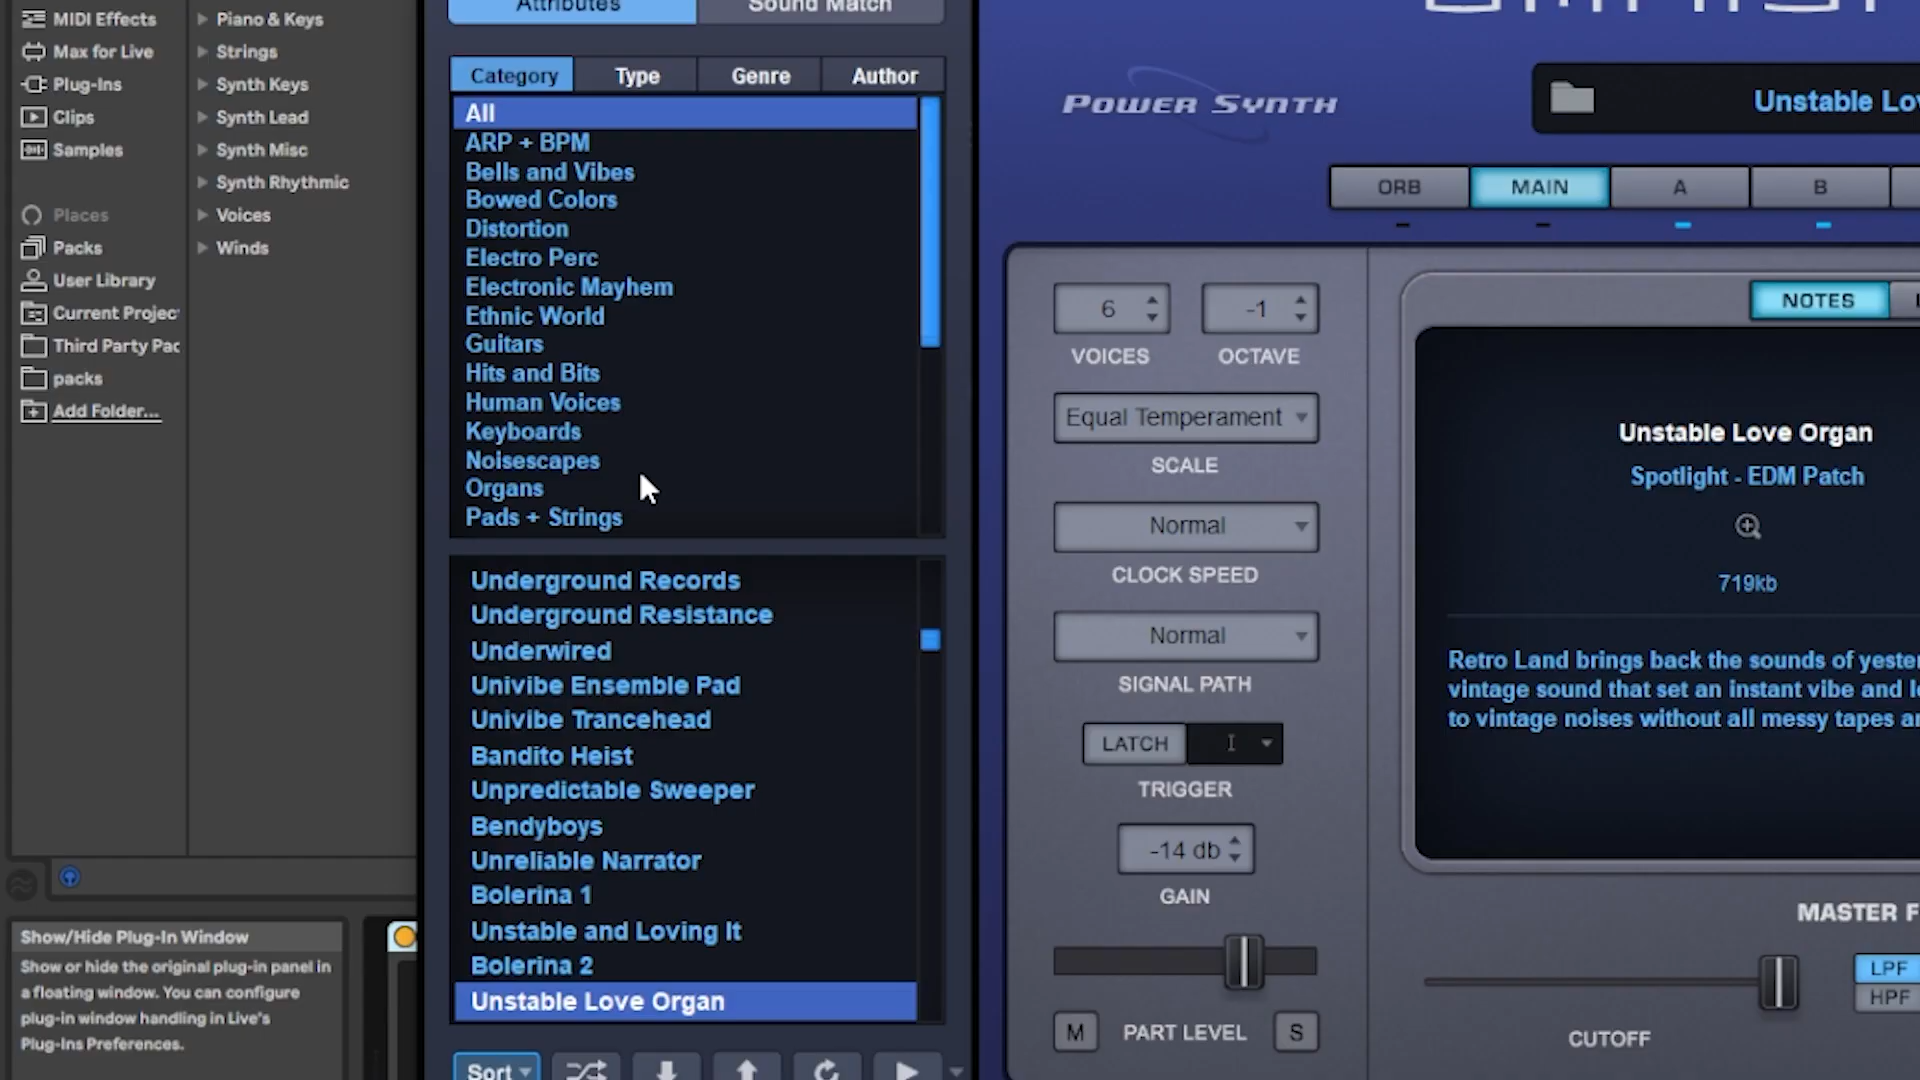 MIDI Effects
Max for Live
Plug-Ins
Clips
Samples
Places
Packs
User Library
Current Projec
Third Party Pac
packs
Add Folder...
Piano & Keys
Strings
Synth Keys
Synth Lead
Synth Misc
Synth Rhythmic
Voices
Winds
Show/Hide Plug-In Window
Show or hide the original plug-in panel in
a floating window. You can configure
plug-in window handling in Live's
Plug-Ins Preferences.
Attributes
Sound Match
Category
Type
Genre
Author
All
ARP + BPM
Bells and Vibes
Bowed Colors
Distortion
Electro Perc
Electronic Mayhem
Ethnic World
Guitars
Hits and Bits
Human Voices
Keyboards
Noisescapes
Organs
Pads + Strings
Underground Records
Underground Resistance
Underwired
Univibe Ensemble Pad
Univibe Trancehead
Bandito Heist
Unpredictable Sweeper
Bendyboys
Unreliable Narrator
Bolerina 1
Unstable and Loving It
Bolerina 2
Unstable Love Organ
Sort
POWER SYNTH
Unstable Lov
ORB
MAIN
A
B
6
VOICES
-1
OCTAVE
Equal Temperament
SCALE
Normal
CLOCK SPEED
Normal
SIGNAL PATH
LATCH
TRIGGER
-14 db
GAIN
M
PART LEVEL
S
NOTES
Unstable Love Organ
Spotlight - EDM Patch
719kb
Retro Land brings back the sounds of yester
vintage sound that set an instant vibe and l
to vintage noises without all messy tapes a
MASTER F
LPF
HPF
CUTOFF